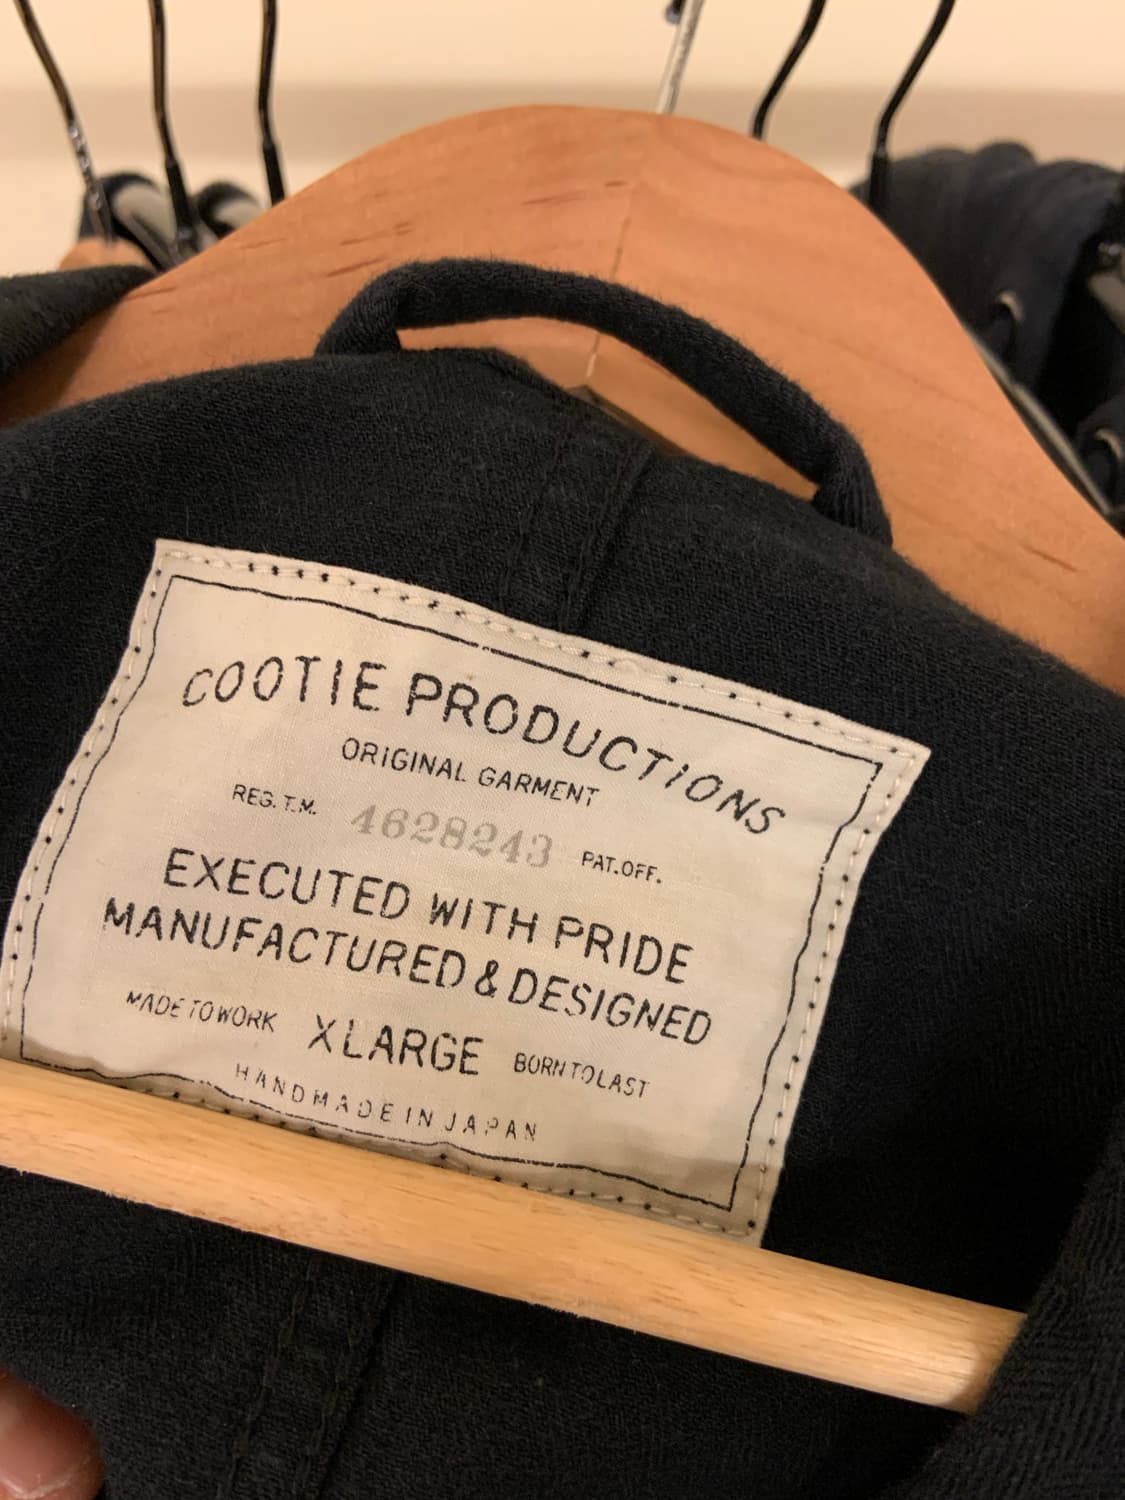 COOTIE PRODUCTIONS
ORIGINAL GARMENT
REG. T.M. 4628243 PAT.OFF.
EXECUTED WITH PRIDE
MANUFACTURED & DESIGNED
MADE TO WORK XLARGE BORN TO LAST
HANDMADE IN JAPAN